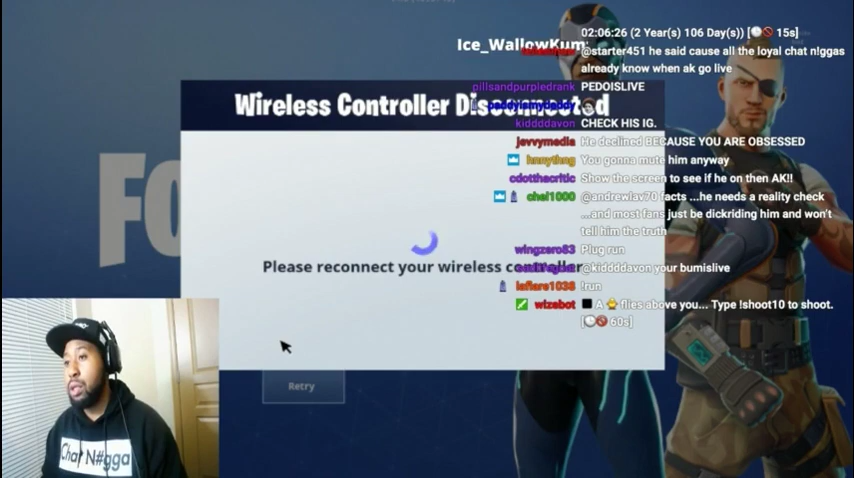 Ice_WallowKum
Wireless Controller Disconnected
Please reconnect your wireless controller
Retry
FO
02:06:26 (2 Year(s) 106 Day(s)) [ 15s]
@starter451 he said cause all the loyal chat n!ggas
already know when ak go live
pillsandpurpledrank PEDOISLIVE
paddyismydaddy
kiddddavon CHECK HIS IG.
jevvymedia He declined BECAUSE YOU ARE OBSESSED
hnnythng You gonna mute him anyway
cdotthecritic Show the screen to see if he on then AK!!
chel1000 @andrewlav70 facts ...he needs a reality check
...and most fans just be dickriding him and won't
tell him the truth
wingzero83 Plug run
@kiddddavon your bumislive
laflare1038 !run
wizebot A flies above you... Type !shoot10 to shoot.
[ 60s]
Chat N#gga